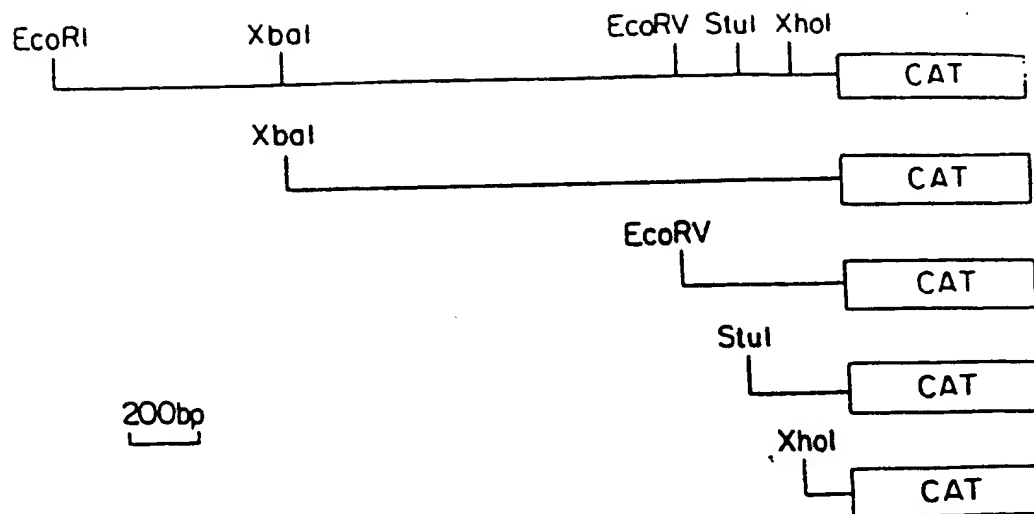 EcoRI XbaI EcoRV StuI XhoI
CAT
XbaI
CAT
EcoRV
CAT
StuI
CAT
200bp
XhoI
CAT